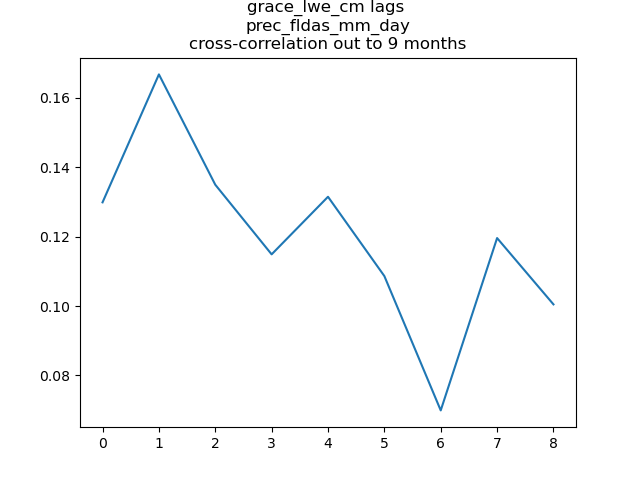 grace_lwe_cm lags
prec_fldas_mm_day
cross-correlation out to 9 months
0.16
0.14
0.12
0.10
0.08
0 1 2 3 4 5 6 7 8